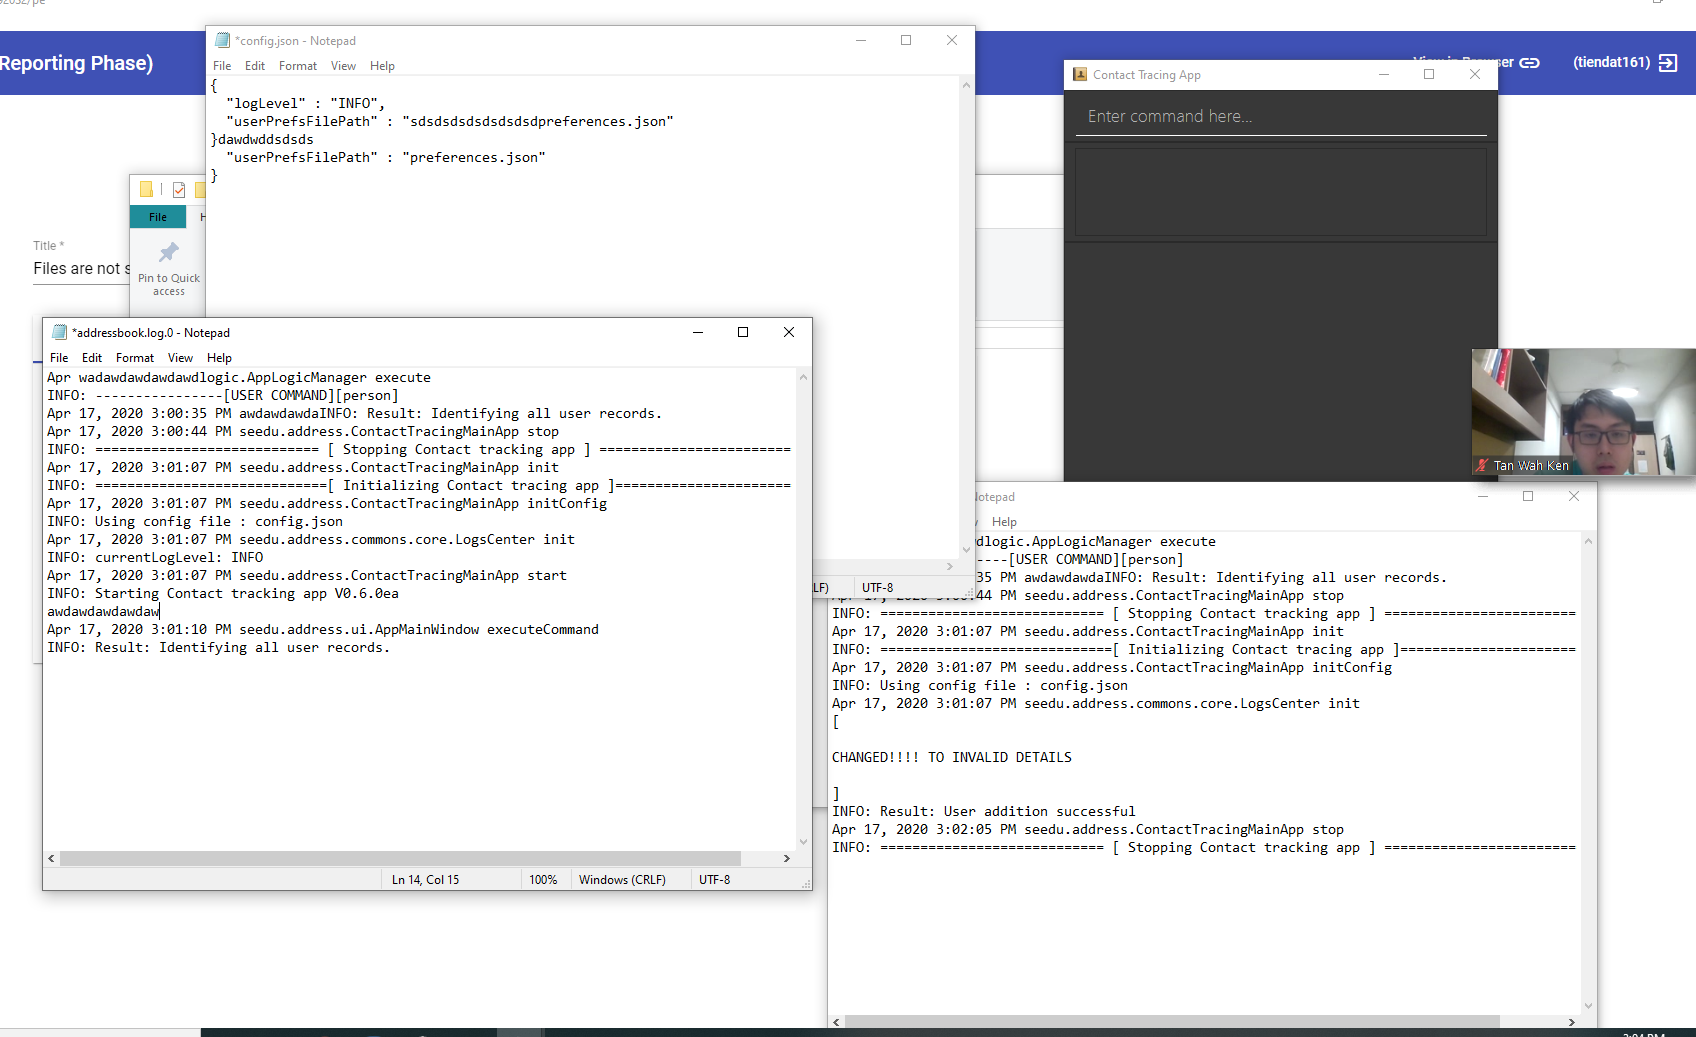 Reporting Phase)
(tiendat161)
*config.json - Notepad
File Edit Format View Help
{
"logLevel" : "INFO",
"userPrefsFilePath" : "sdsdsdsdsdsdsdsdpreferences.json"
}dawdwddsdsds
"userPrefsFilePath" : "preferences.json"
}
UTF-8
Contact Tracing App
Enter command here...
Title *
Files are not
File
Pin to Quick
access
*addressbook.log.0 - Notepad
File Edit Format View Help
Apr wadawdawdawdawdlogic.AppLogicManager execute
INFO: ----------------[USER COMMAND][person]
Apr 17, 2020 3:00:35 PM awdawdawdaINFO: Result: Identifying all user records.
Apr 17, 2020 3:00:44 PM seedu.address.ContactTracingMainApp stop
INFO: ============================ [ Stopping Contact tracking app ] ========================
Apr 17, 2020 3:01:07 PM seedu.address.ContactTracingMainApp init
INFO: =============================[ Initializing Contact tracing app ]======================
Apr 17, 2020 3:01:07 PM seedu.address.ContactTracingMainApp initConfig
INFO: Using config file : config.json
Apr 17, 2020 3:01:07 PM seedu.address.commons.core.LogsCenter init
INFO: currentLogLevel: INFO
Apr 17, 2020 3:01:07 PM seedu.address.ContactTracingMainApp start
INFO: Starting Contact tracking app V0.6.0ea
awdawdawdawdaw
Apr 17, 2020 3:01:10 PM seedu.address.ui.AppMainWindow executeCommand
INFO: Result: Identifying all user records.
Ln 14, Col 15 100% Windows (CRLF) UTF-8
Tan Wah Ken
Notepad
Help
dlogic.AppLogicManager execute
----[USER COMMAND][person]
35 PM awdawdawdaINFO: Result: Identifying all user records.
44 PM seedu.address.ContactTracingMainApp stop
INFO: ============================ [ Stopping Contact tracking app ] ========================
Apr 17, 2020 3:01:07 PM seedu.address.ContactTracingMainApp init
INFO: =============================[ Initializing Contact tracing app ]======================
Apr 17, 2020 3:01:07 PM seedu.address.ContactTracingMainApp initConfig
INFO: Using config file : config.json
Apr 17, 2020 3:01:07 PM seedu.address.commons.core.LogsCenter init
[
CHANGED!!!! TO INVALID DETAILS
]
INFO: Result: User addition successful
Apr 17, 2020 3:02:05 PM seedu.address.ContactTracingMainApp stop
INFO: ============================ [ Stopping Contact tracking app ] ========================